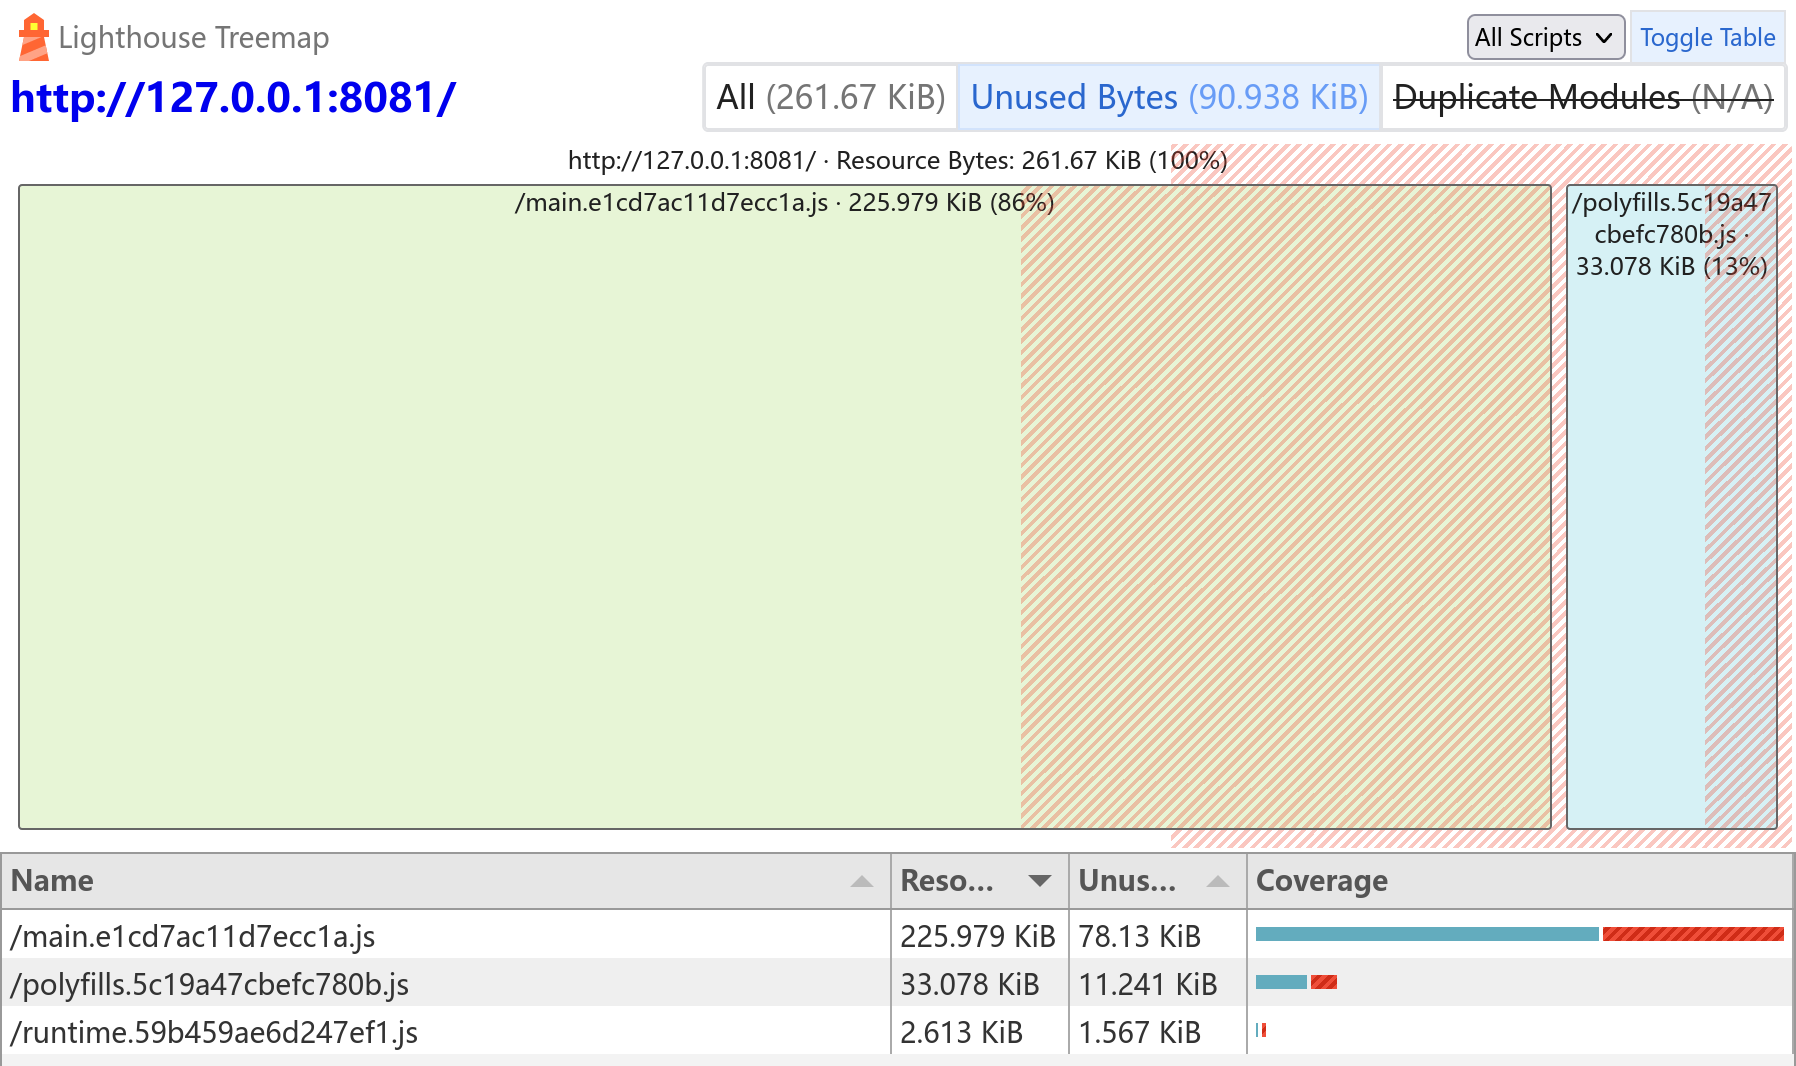 Lighthouse Treemap
All Scripts
Toggle Table
http://127.0.0.1:8081/
All (261.67 KiB)
Unused Bytes (90.938 KiB)
Duplicate Modules (N/A)
http://127.0.0.1:8081/ · Resource Bytes: 261.67 KiB (100%)
/main.e1cd7ac11d7ecc1a.js · 225.979 KiB (86%)
/polyfills.5c19a47
cbefc780b.js ·
33.078 KiB (13%)
Name Reso... Unus... Coverage
/main.e1cd7ac11d7ecc1a.js 225.979 KiB 78.13 KiB
/polyfills.5c19a47cbefc780b.js 33.078 KiB 11.241 KiB
/runtime.59b459ae6d247ef1.js 2.613 KiB 1.567 KiB